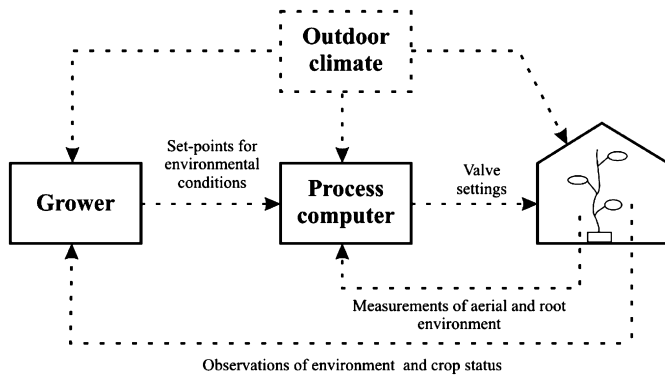 Outdoor
climate
Set-points for
environmental
conditions
Valve
settings
Grower
Process
computer
Measurements of aerial and root
environment
Observations of environment and crop status